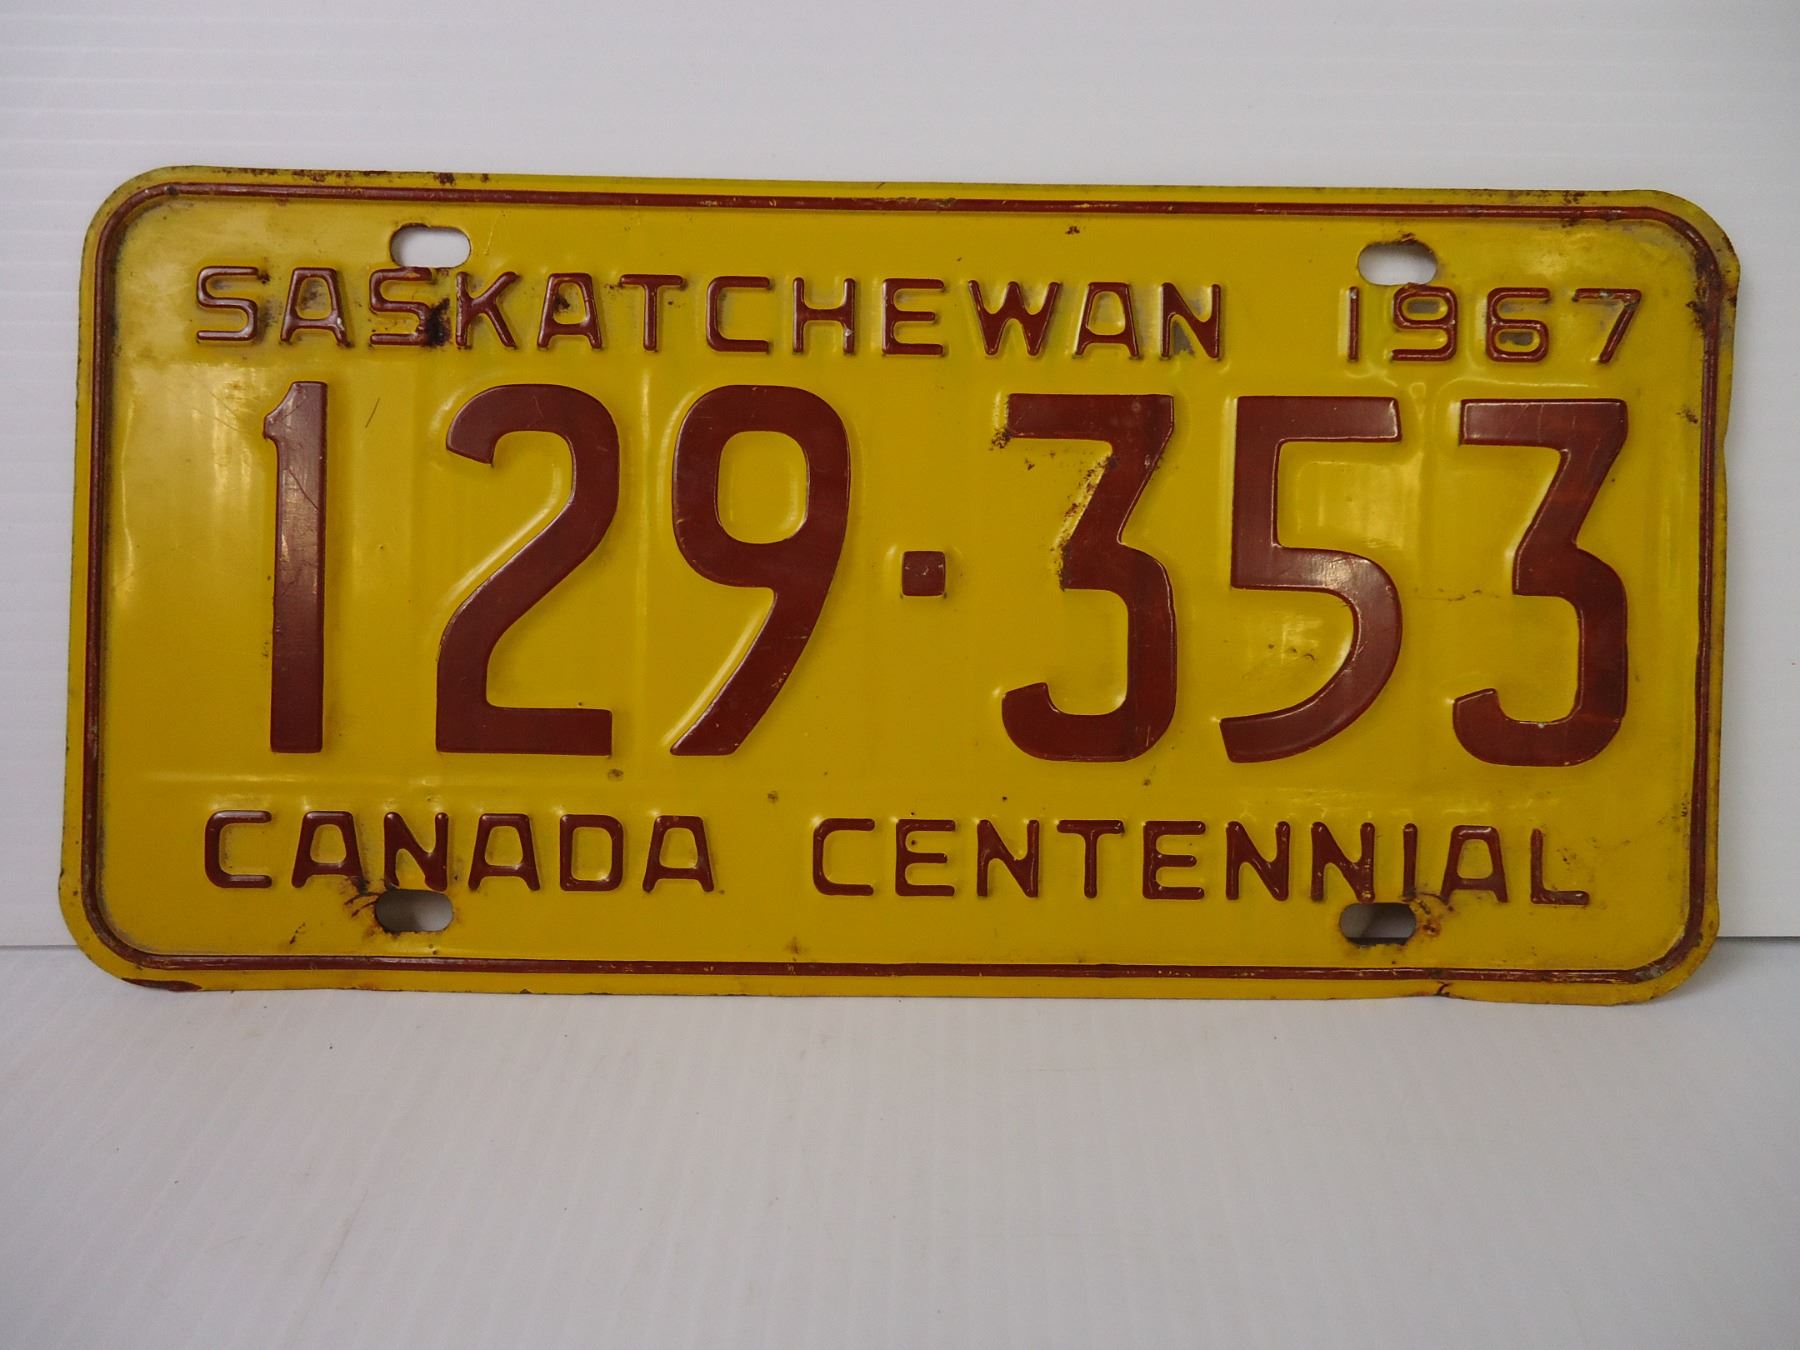 SASKATCHEWAN 1967
129·353
CANADA CENTENNIAL